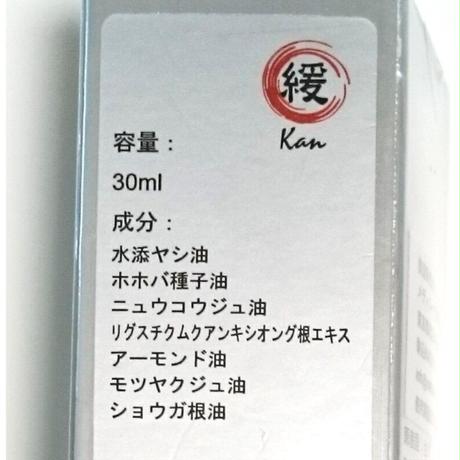 緩
Kan
容量：
30ml
成分：
水添ヤシ油
ホホバ種子油
ニュウコウジュ油
リグスチクムクアンキシオング根エキス
アーモンド油
モツヤクジュ油
ショウガ根油